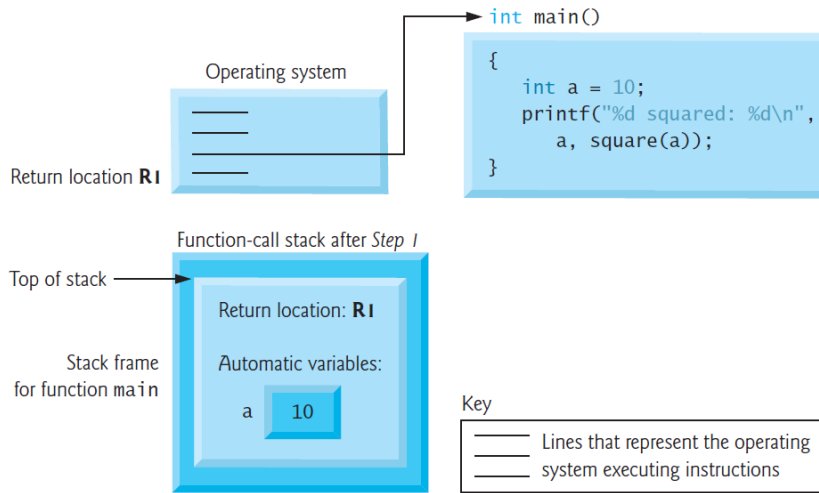 int main()
Operating system
{
int a = 10;
printf("%d squared: %d\n",
a, square(a));
}
Return location R1
Function-call stack after Step 1
Top of stack
Return location: R1
Stack frame
for function main
Automatic variables:
a 10
Key
Lines that represent the operating
system executing instructions